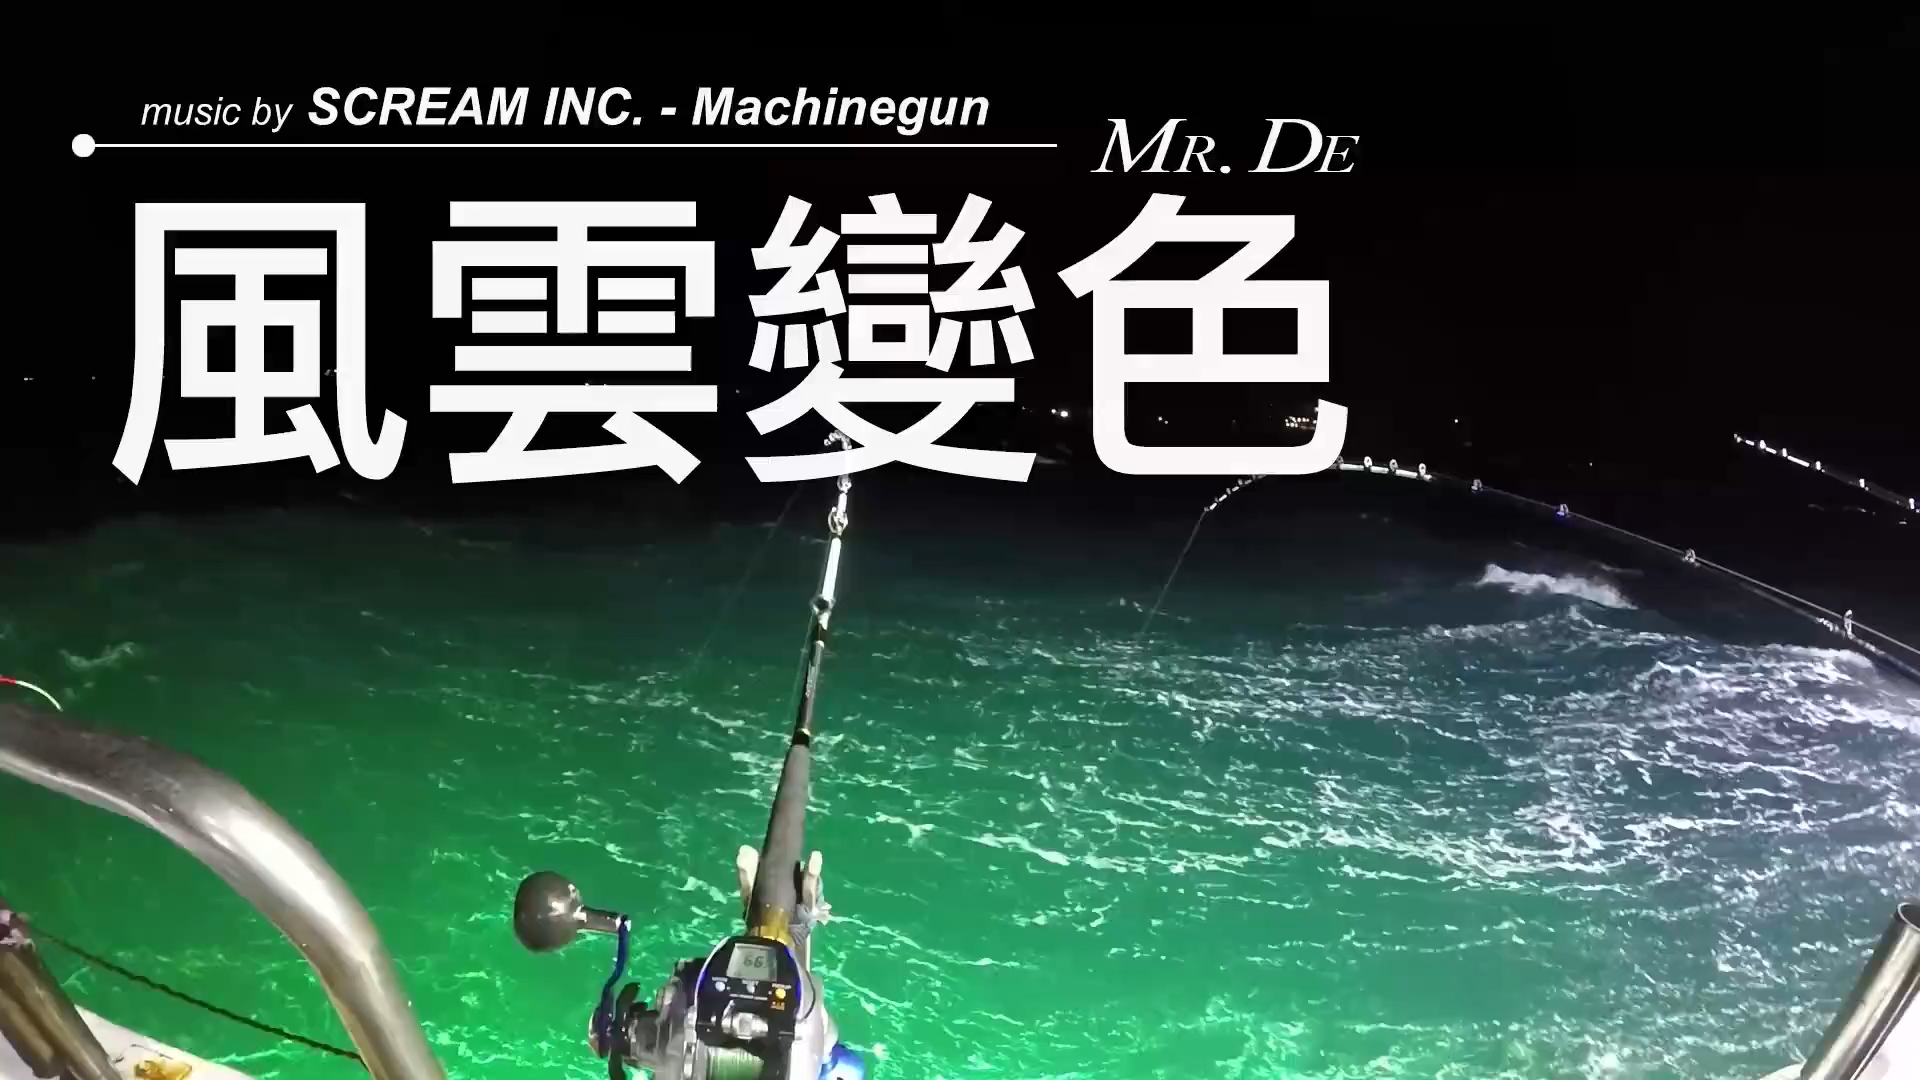 music by SCREAM INC. - Machinegun
MR. DE
風雲變色